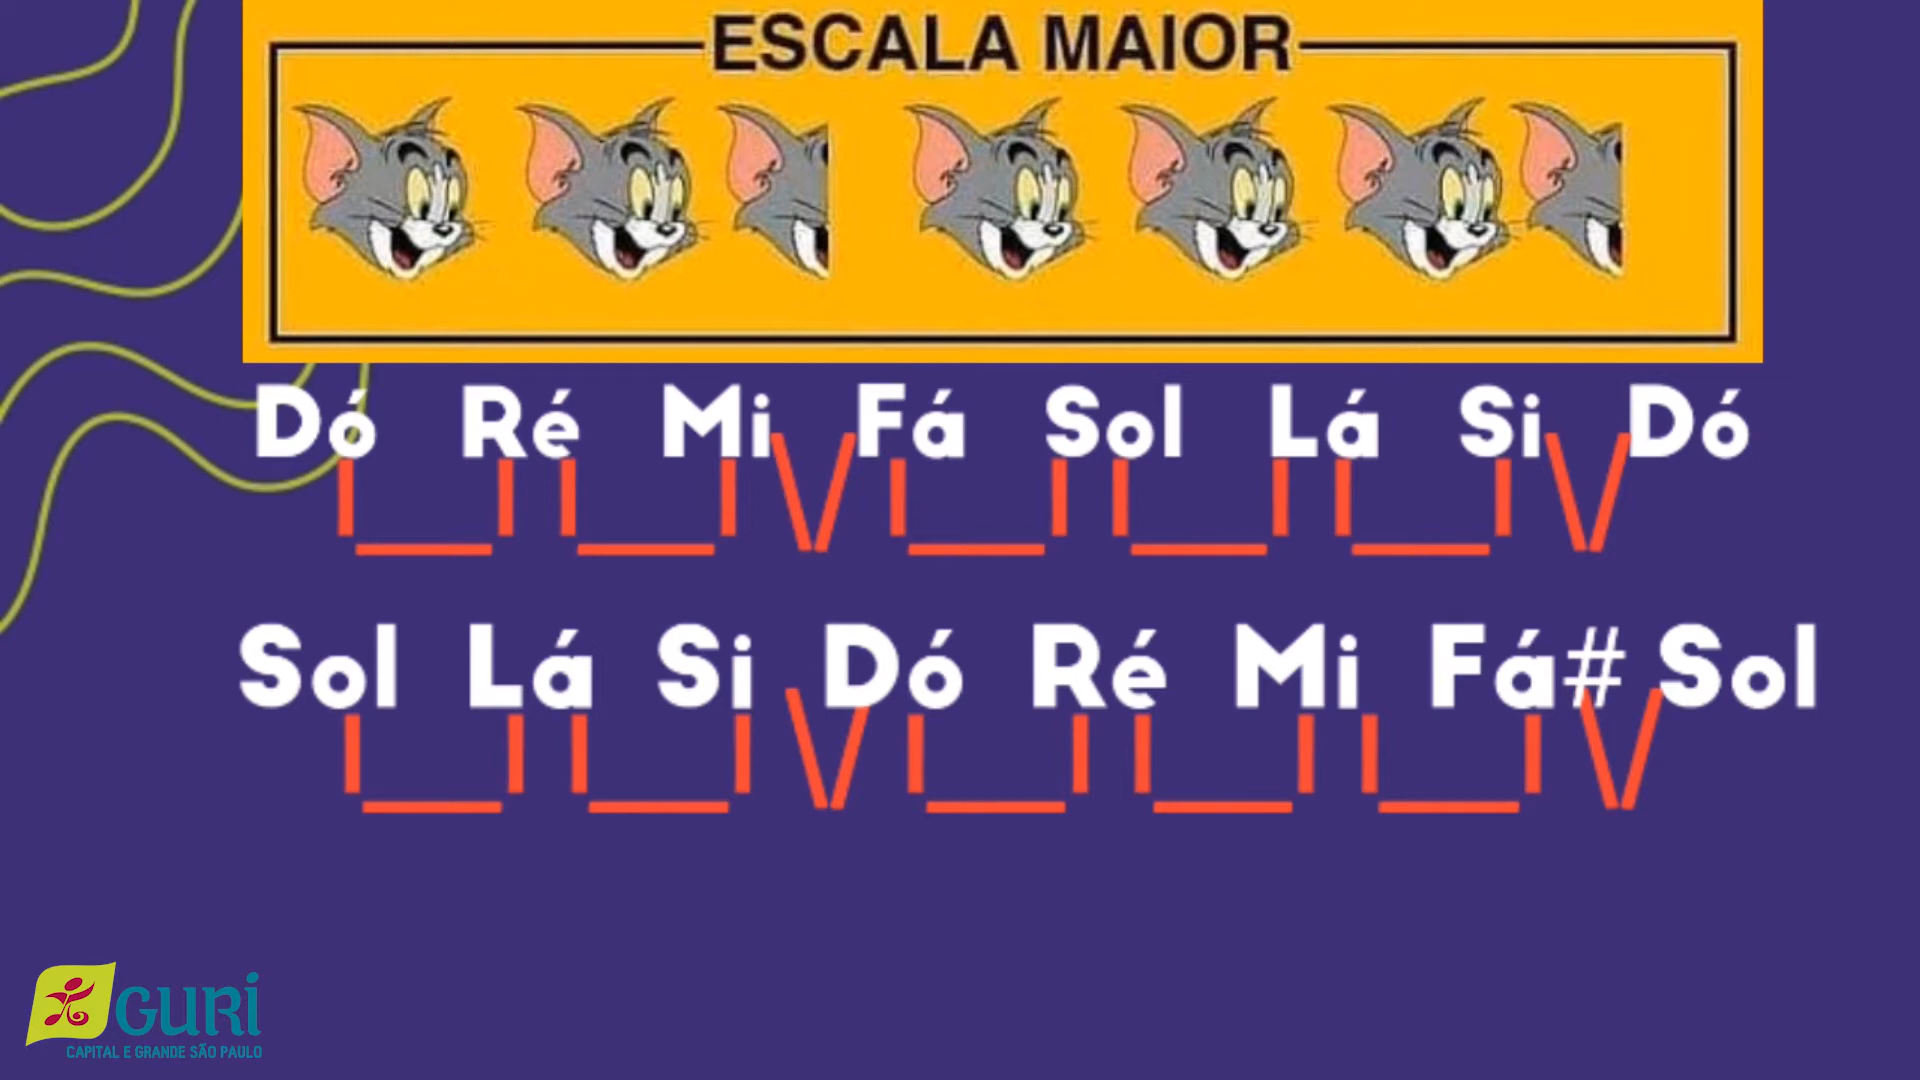 ESCALA MAIOR
Dó Ré Mi Fá Sol Lá Si Dó
Sol Lá Si Dó Ré Mi Fá# Sol
GURI
CAPITAL E GRANDE SÃO PAULO